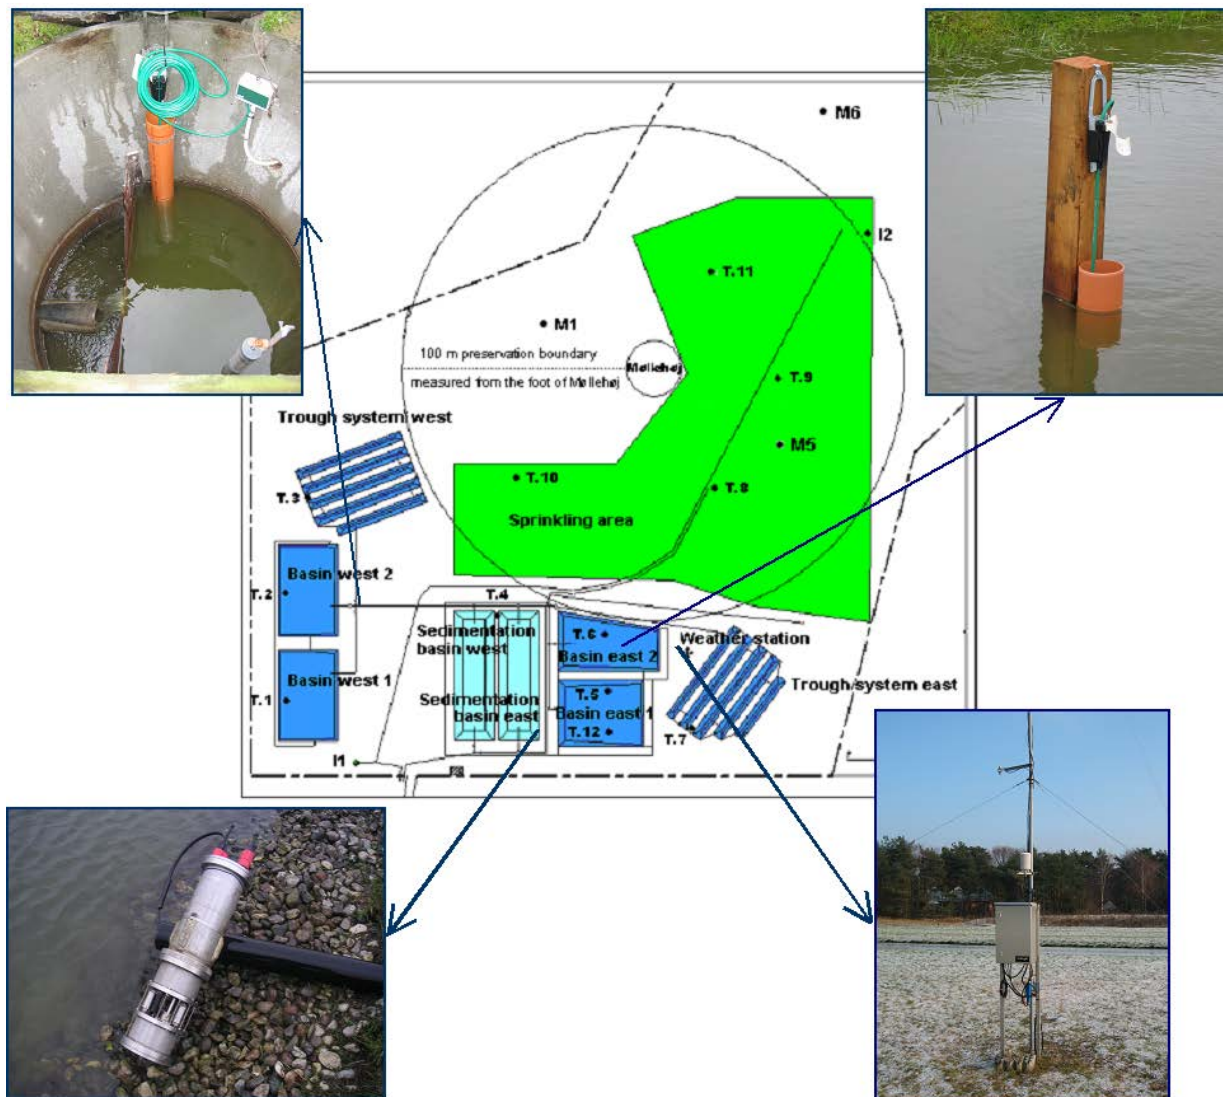 M6
I2
T.11
M1
100 m preservation boundary
Møllehøj
measured from the foot of Møllehøj
T.9
Trough system west
M5
T.10
T.3
T.8
Sprinkling area
Basin west 2
T.2
T.4
Sedimentation
basin west
T.6
Basin east 2
Weather station
Basin west 1
T.1
Trough system east
Sedimentation
basin east
T.5
Basin east 1
T.12
T.7
I1